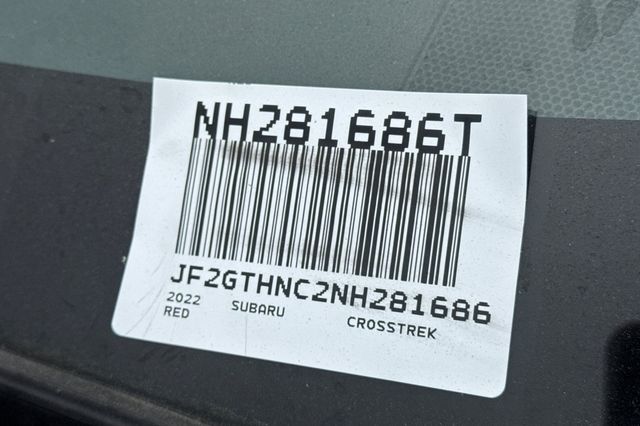 NH281686T
JF2GTHNC2NH281686
2022 SUBARU CROSSTREK
RED